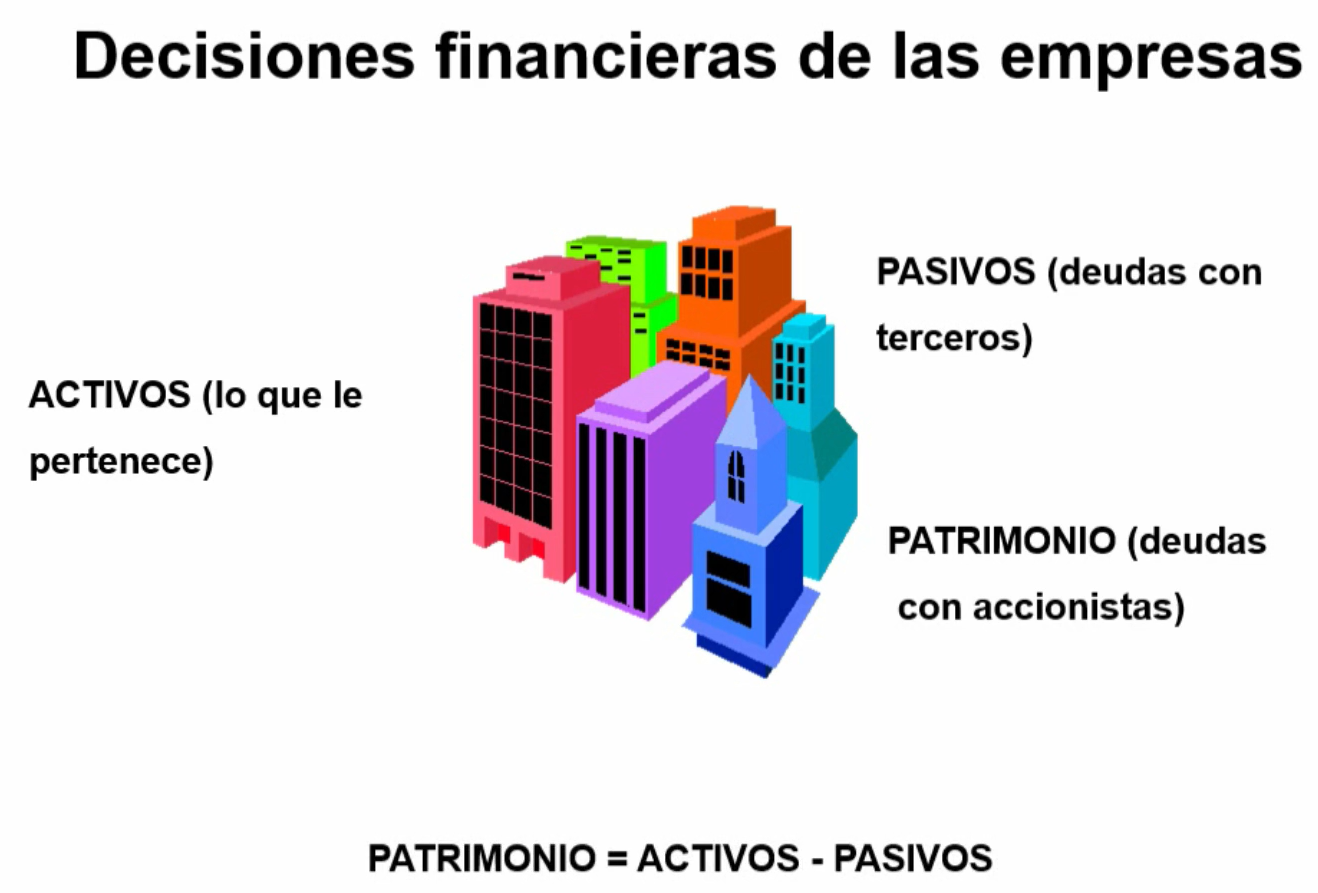 Decisiones financieras de las empresas
PASIVOS (deudas con
terceros)
ACTIVOS (lo que le
pertenece)
PATRIMONIO (deudas
con accionistas)
PATRIMONIO = ACTIVOS - PASIVOS